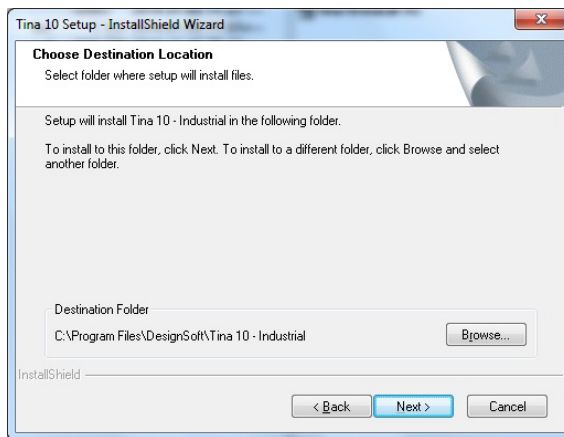 Tina 10 Setup - InstallShield Wizard
Choose Destination Location
Select folder where setup will install files.
Setup will install Tina 10 - Industrial in the following folder.
To install to this folder, click Next. To install to a different folder, click Browse and select
another folder.
Destination Folder
C:\Program Files\DesignSoft\Tina 10 - Industrial
Browse...
InstallShield
< Back
Next >
Cancel